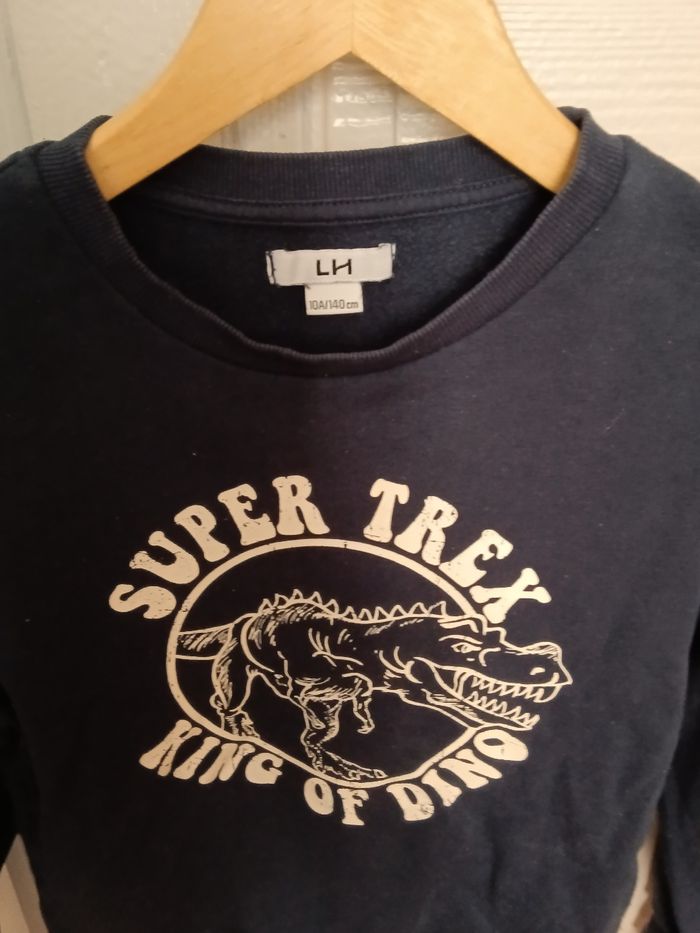 LH
10A/140 cm
SUPER TREX
KING OF DINO